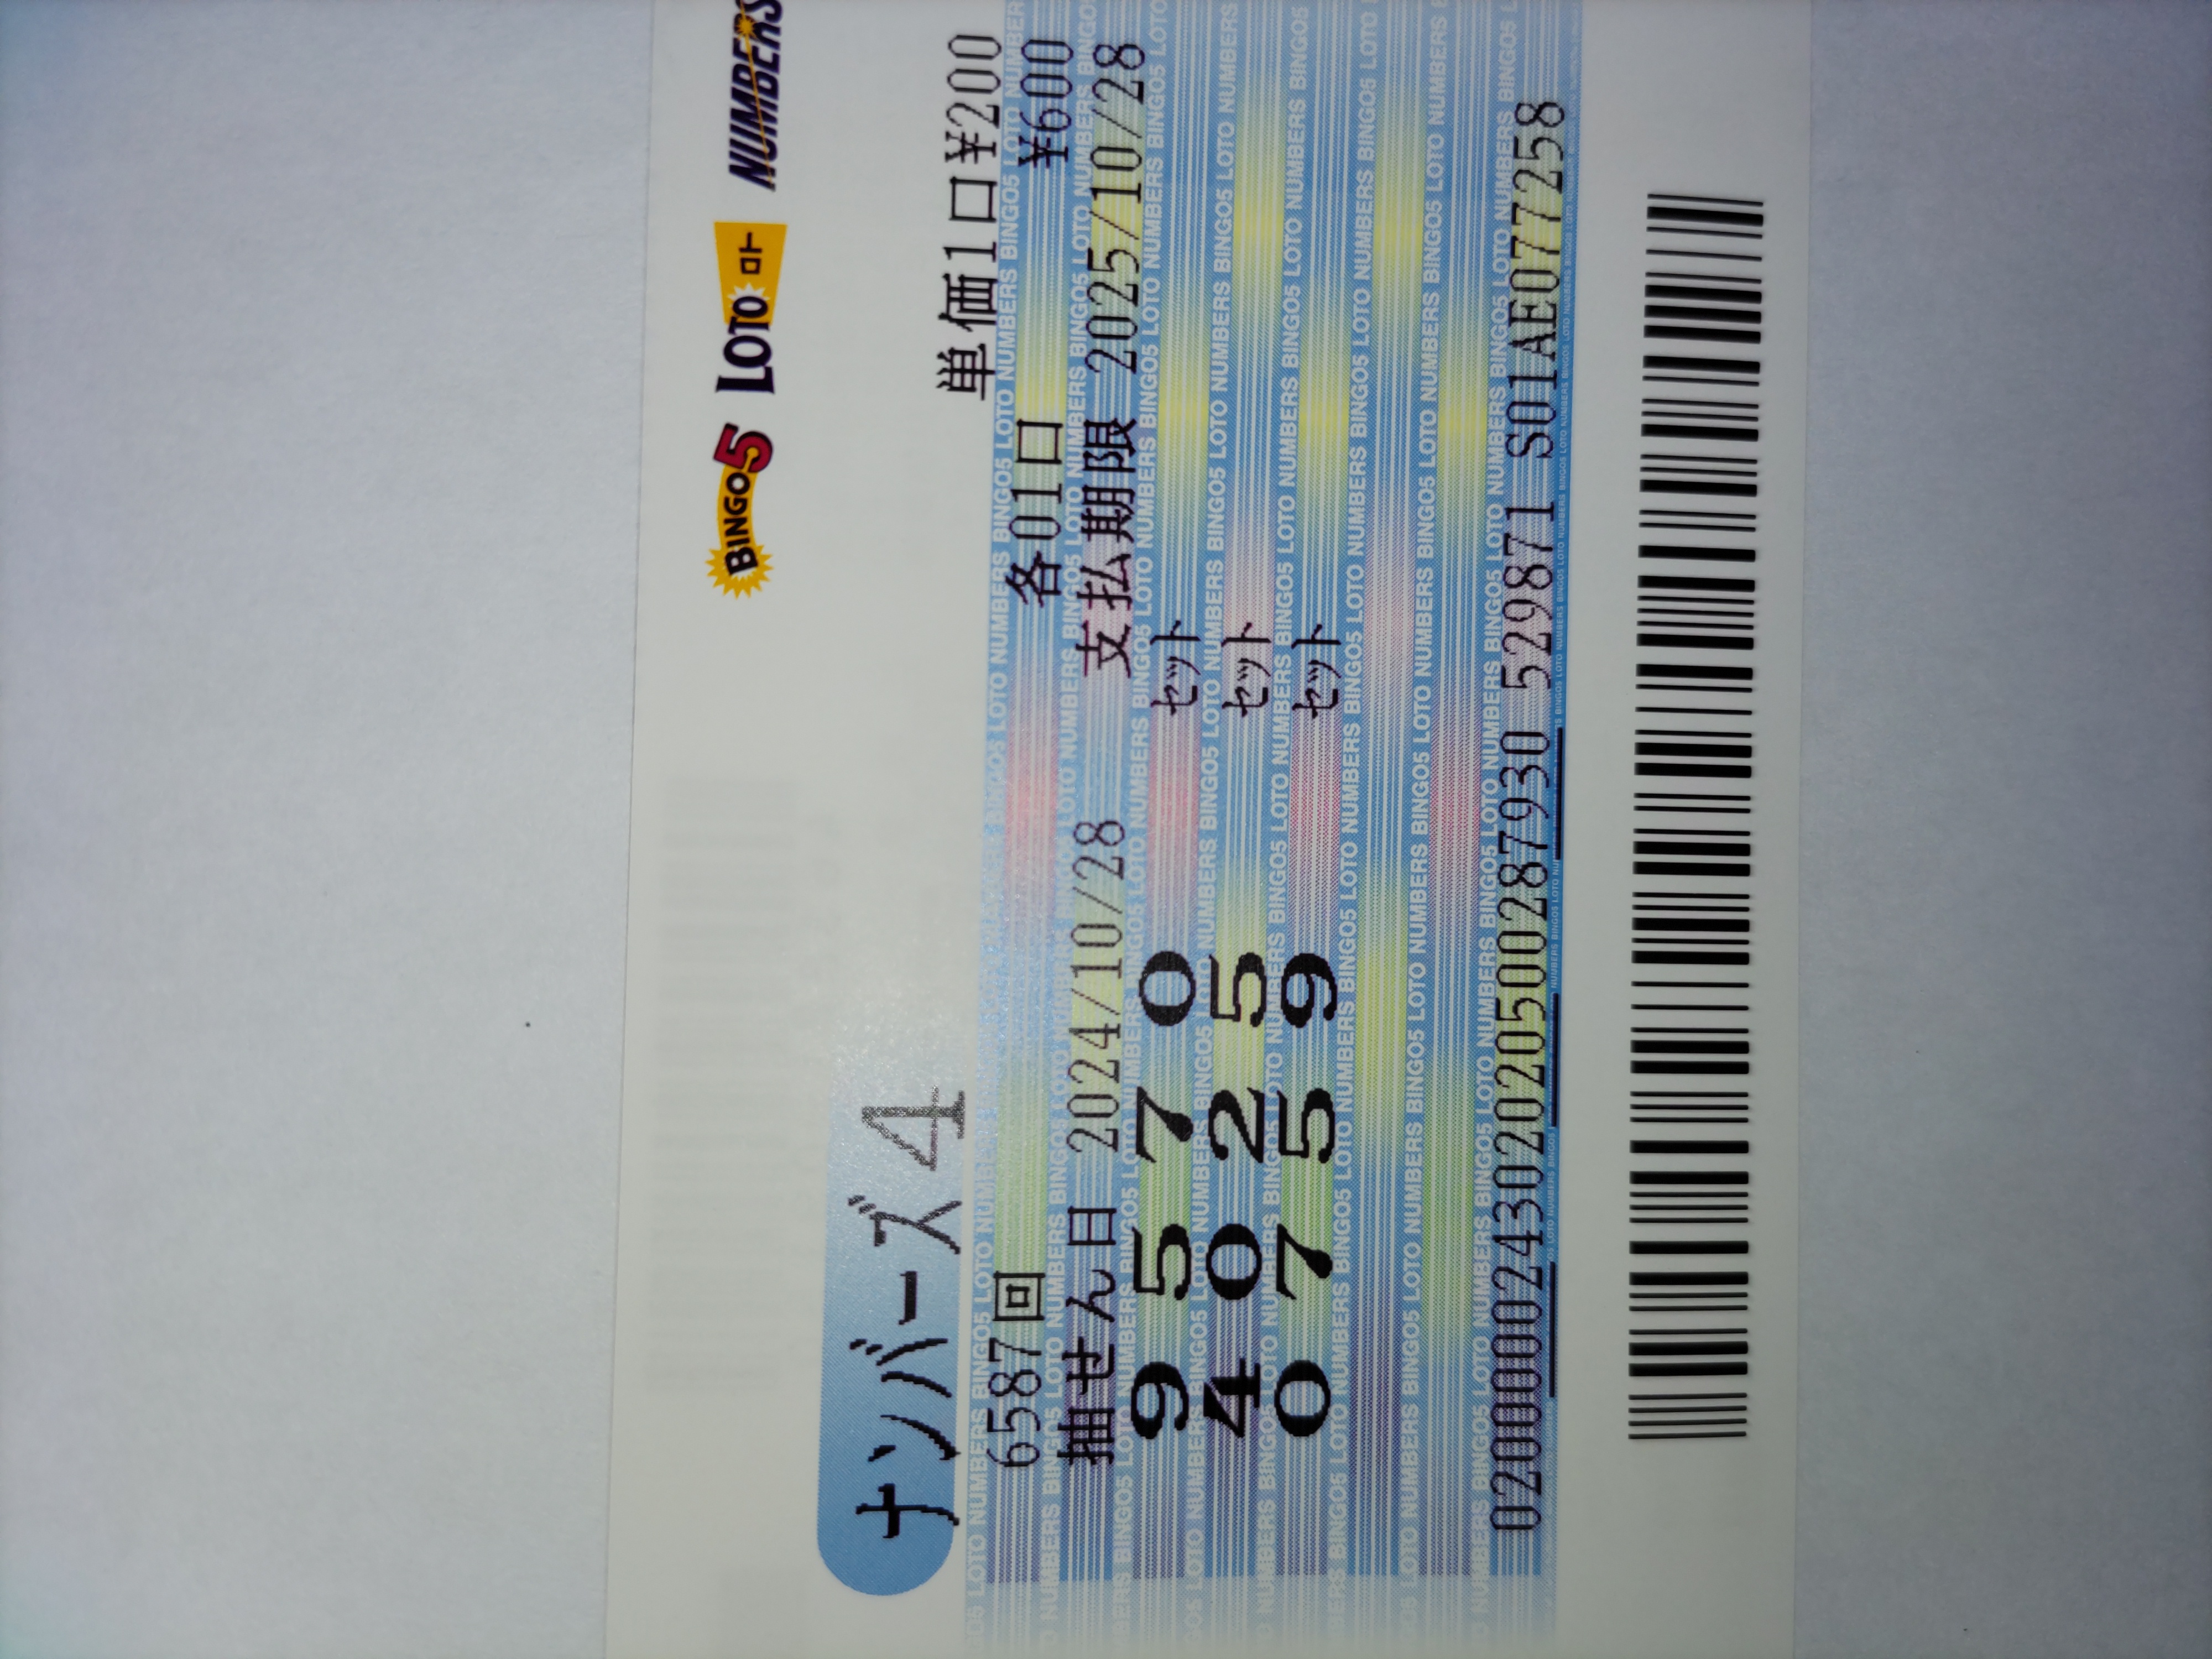 BINGO5 LOTO ロト NUMBERS
単価1口¥200
ナンバーズ4
6587回 各01口 ¥600
抽せん日 2024/10/28 支払期限 2025/10/28
9 5 7 0 セット
4 0 2 5 セット
0 7 5 9 セット